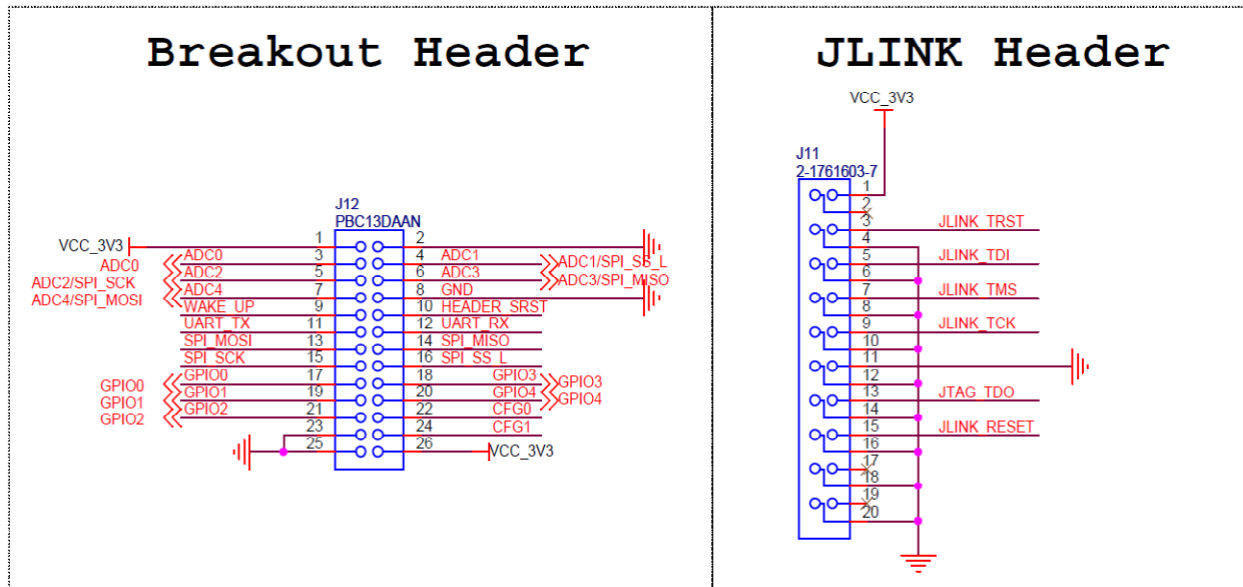 Breakout Header
J12
PBC13DAAN
VCC_3V3 1 2
ADC0 ADC0 3 4 ADC1 ADC1/SPI_SS_L
ADC2/SPI_SCK ADC2 5 6 ADC3 ADC3/SPI_MISO
ADC4/SPI_MOSI ADC4 7 8 GND
WAKE_UP 9 10 HEADER_SRST
UART_TX 11 12 UART_RX
SPI_MOSI 13 14 SPI_MISO
SPI_SCK 15 16 SPI_SS_L
GPIO0 GPIO0 17 18 GPIO3 GPIO3
GPIO1 GPIO1 19 20 GPIO4 GPIO4
GPIO2 GPIO2 21 22 CFG0
23 24 CFG1
25 26 VCC_3V3
JLINK Header
VCC_3V3
J11
2-1761603-7
1
2
3 JLINK_TRST
4
5 JLINK_TDI
6
7 JLINK_TMS
8
9 JLINK_TCK
10
11
12
13 JTAG_TDO
14
15 JLINK_RESET
16
17
18
19
20